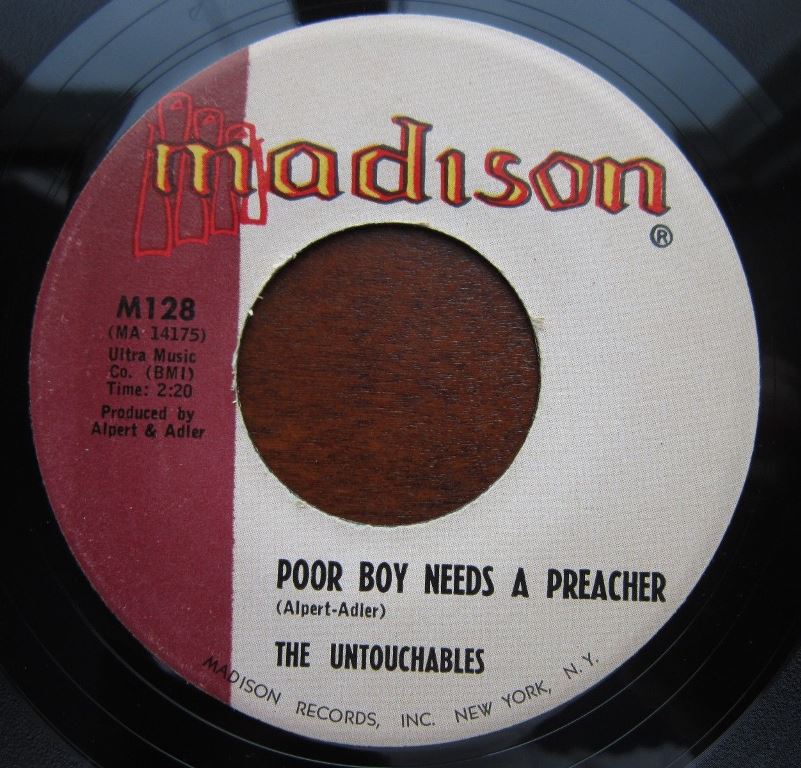 madison
®
M128
(MA 14175)
Ultra Music
Co. (BMI)
Time: 2:20
Produced by
Alpert & Adler
POOR BOY NEEDS A PREACHER
(Alpert-Adler)
THE UNTOUCHABLES
MADISON RECORDS, INC. NEW YORK, N.Y.